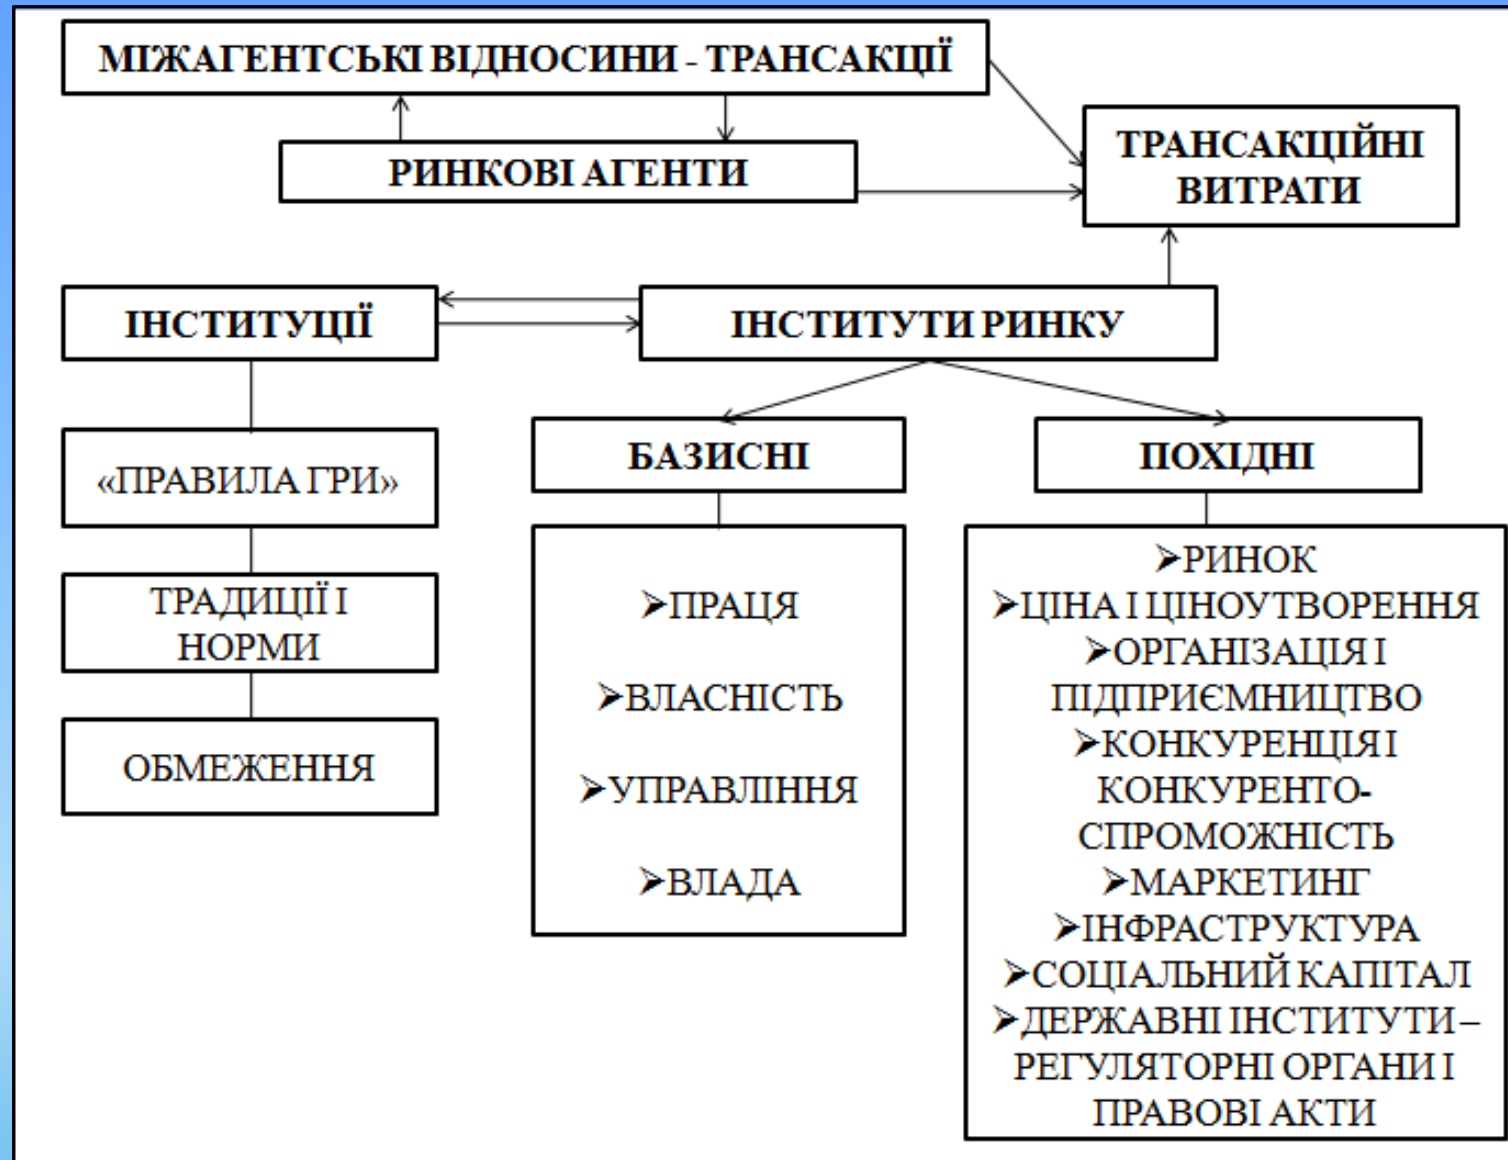 МІЖАГЕНТСЬКІ ВІДНОСИНИ - ТРАНСАКЦІЇ
РИНКОВІ АГЕНТИ
ТРАНСАКЦІЙНІ
ВИТРАТИ
ІНСТИТУЦІЇ
ІНСТИТУТИ РИНКУ
«ПРАВИЛА ГРИ»
ТРАДИЦІЇ І
НОРМИ
ОБМЕЖЕННЯ
БАЗИСНІ
➤ПРАЦЯ
➤ВЛАСНІСТЬ
➤УПРАВЛІННЯ
➤ВЛАДА
ПОХІДНІ
➤РИНОК
➤ЦІНА І ЦІНОУТВОРЕННЯ
➤ОРГАНІЗАЦІЯ І
ПІДПРИЄМНИЦТВО
➤КОНКУРЕНЦІЯ І
КОНКУРЕНТО-
СПРОМОЖНІСТЬ
➤МАРКЕТИНГ
➤ІНФРАСТРУКТУРА
➤СОЦІАЛЬНИЙ КАПІТАЛ
➤ДЕРЖАВНІ ІНСТИТУТИ –
РЕГУЛЯТОРНІ ОРГАНИ І
ПРАВОВІ АКТИ